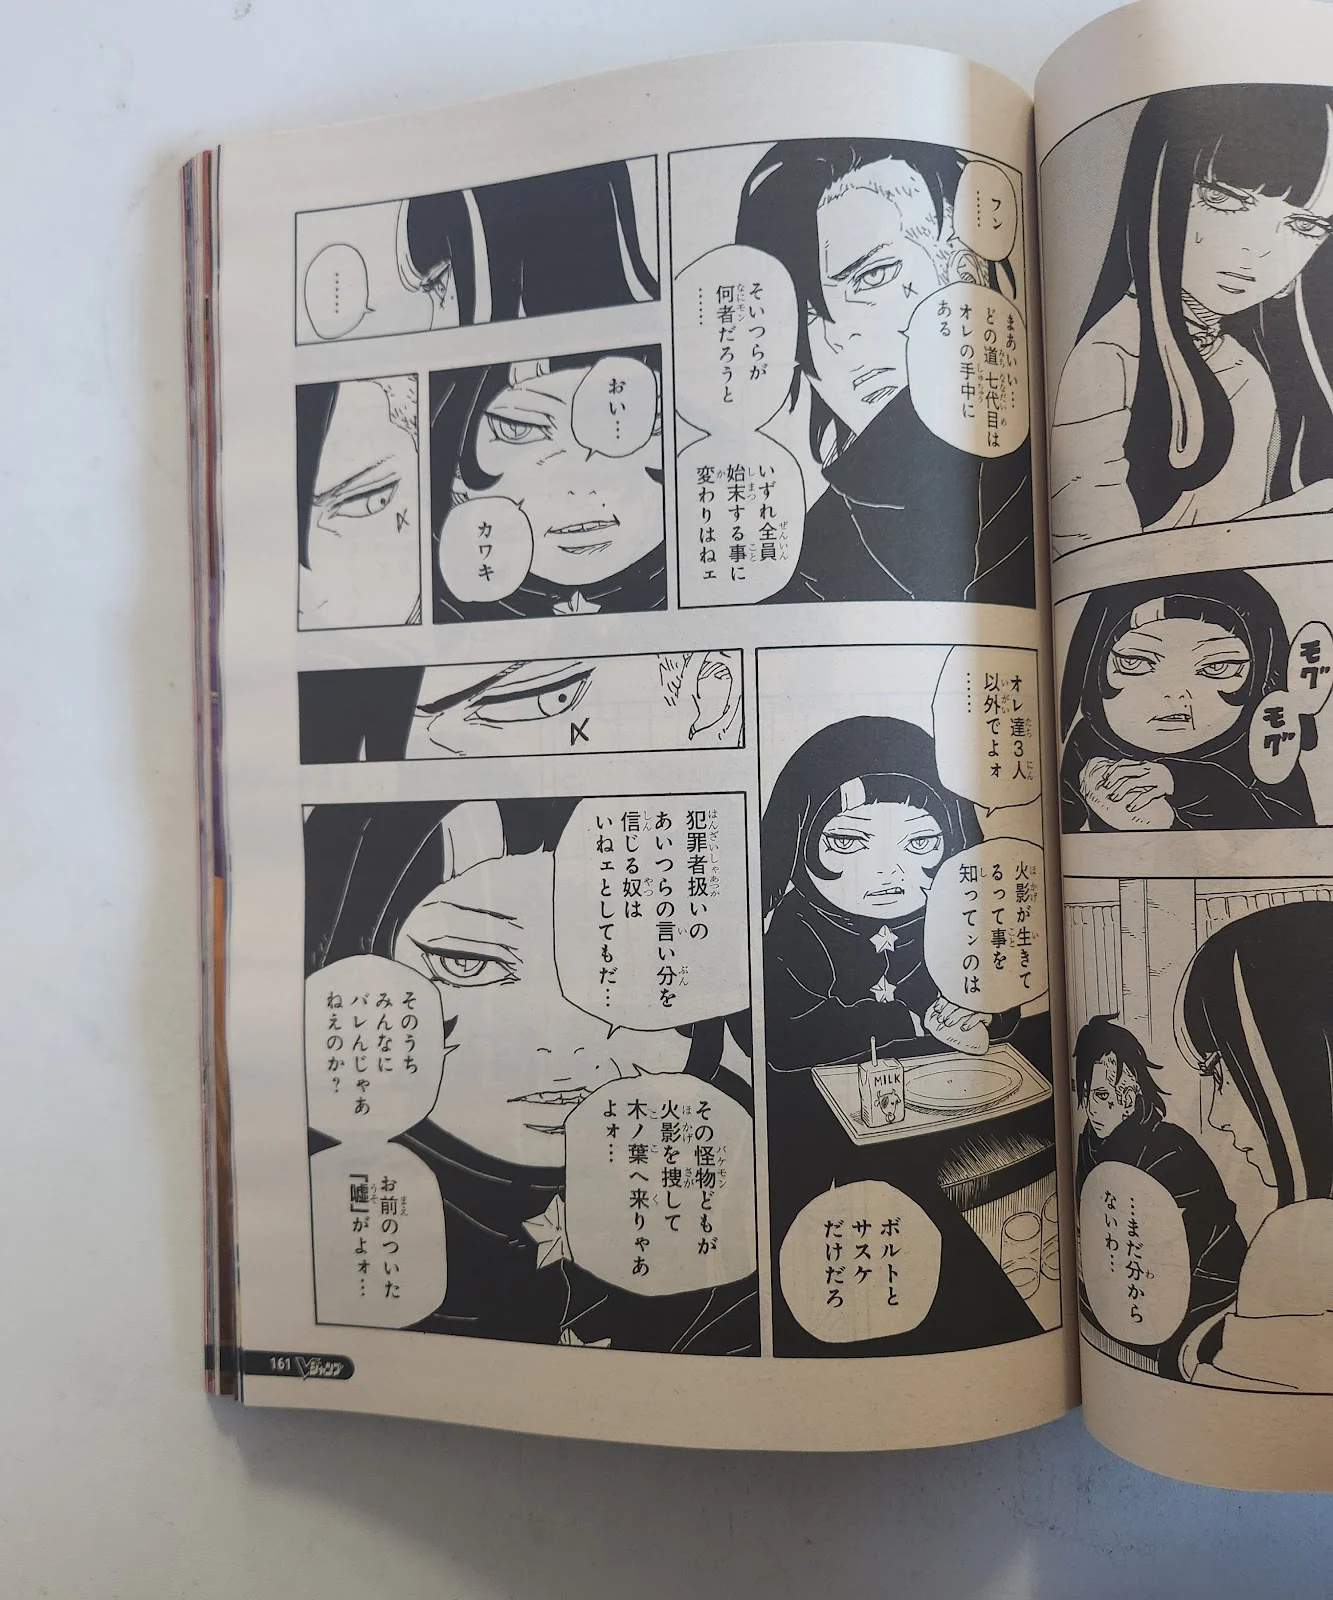 モグ
モグ
…まだ分から
ないわ…
フン
……
まあいい…
どの道七代目は
オレの手中に
ある
そいつらが
何者だろうと
……
いずれ全員
始末する事に
変わりはねェ
……
おい…
カワキ
オレ達3人
以外でよォ
……
火影が生きて
るって事を
知ってンのは
ボルトと
サスケ
だけだろ
MILK
犯罪者扱いの
あいつらの言い分を
信じる奴は
いねェとしてもだ…
その怪物どもが
火影を捜して
木ノ葉へ来りゃあ
よォ…
そのうち
みんなに
バレんじゃあ
ねぇのか？
お前のついた
「嘘」がよォ…
161 Vジャンプ